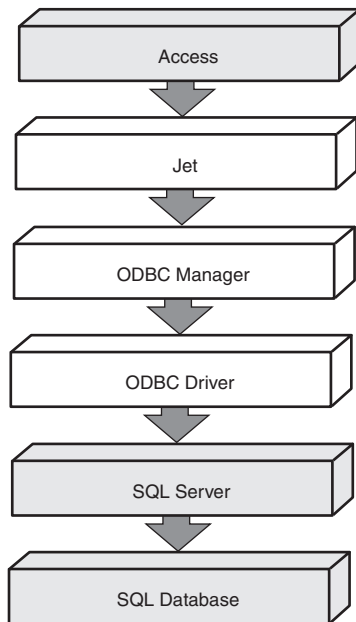 Access
Jet
ODBC Manager
ODBC Driver
SQL Server
SQL Database